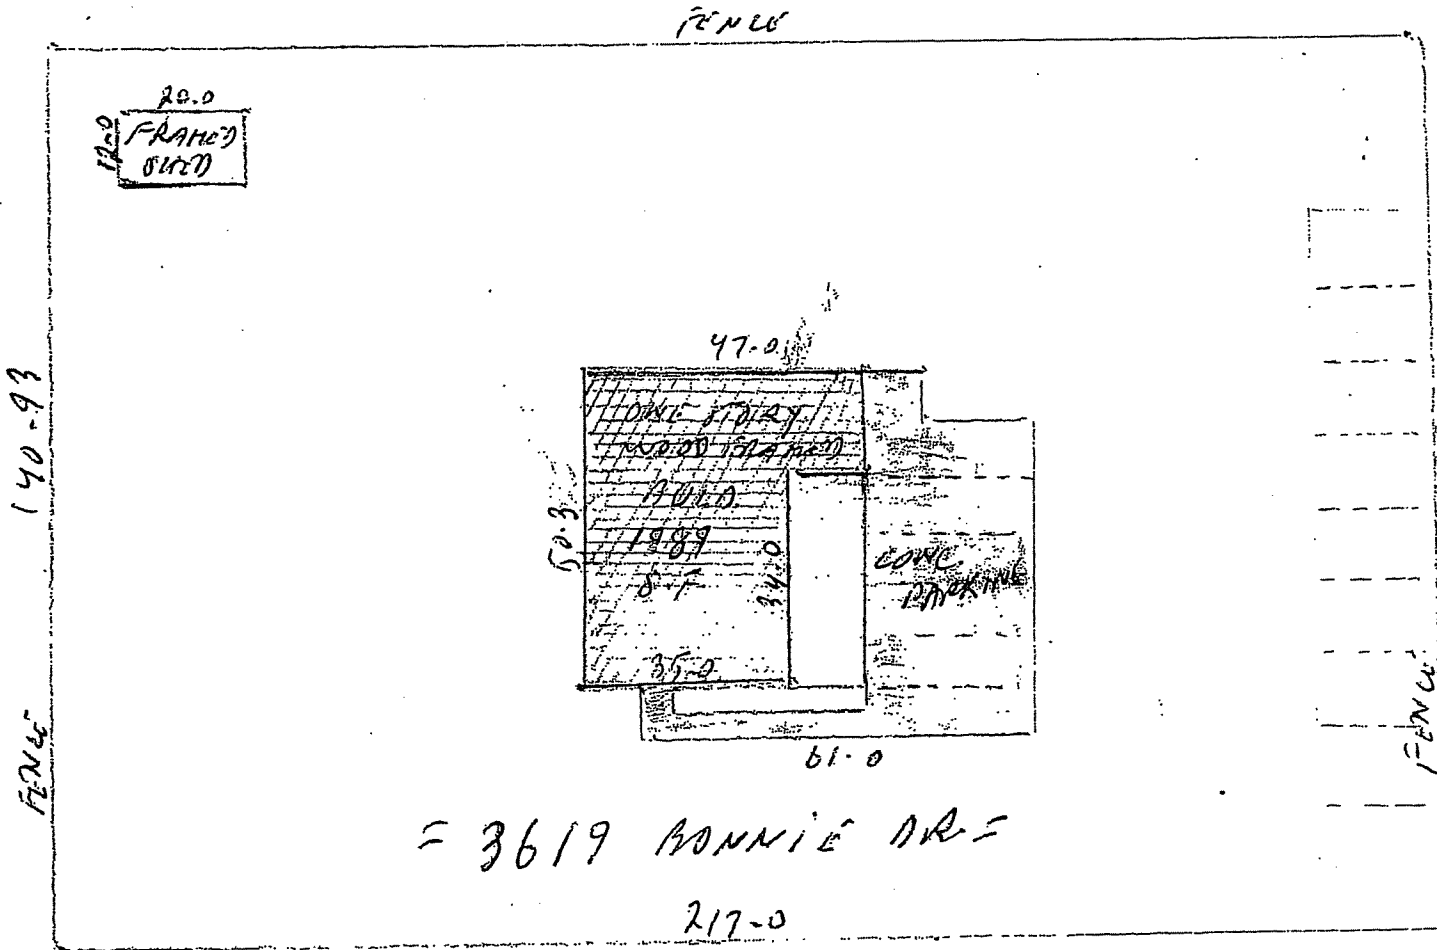 FENCE
20.0
12-0
FRAMED
SHED
140-93
47-0
ONE STORY
WOOD FRAMED
BULD.
1989
S.F
50.3
34.0
35.0
CONC
PARKING
61.0
FENCE
FENCE
= 3619 BONNIE DR =
217-0